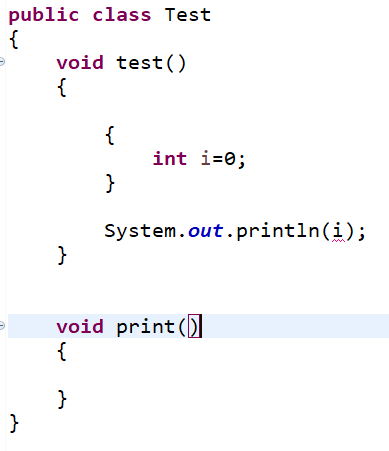 public class Test
{
    void test()
    {

        {
            int i=0;
        }

        System.out.println(i);
    }


    void print()
    {

    }
}